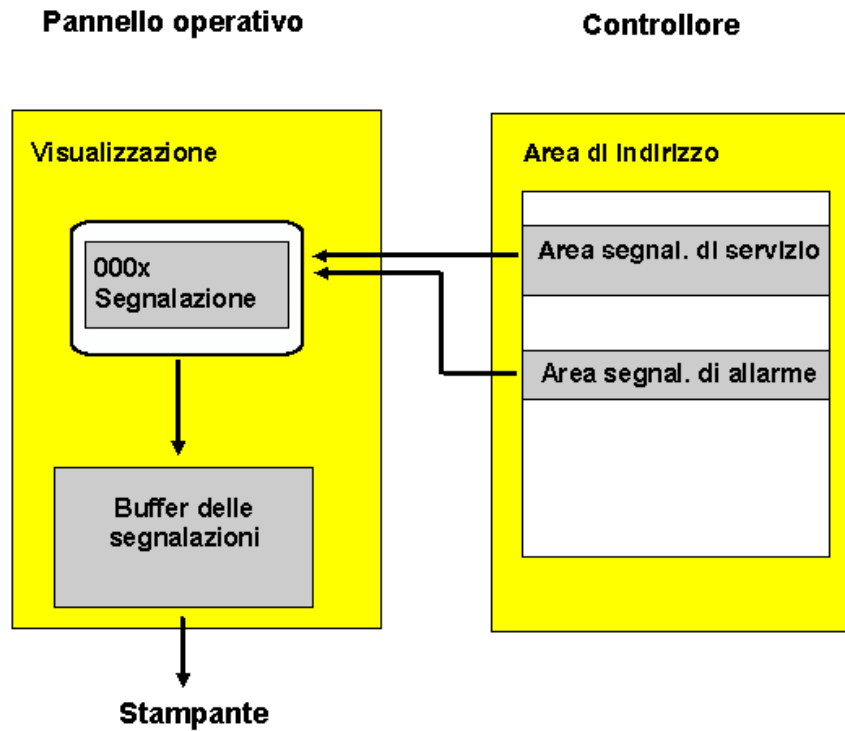 Pannello operativo
Controllore
Visualizzazione
000x
Segnalazione
Buffer delle
segnalazioni
Stampante
Area di indirizzo
Area segnal. di servizio
Area segnal. di allarme